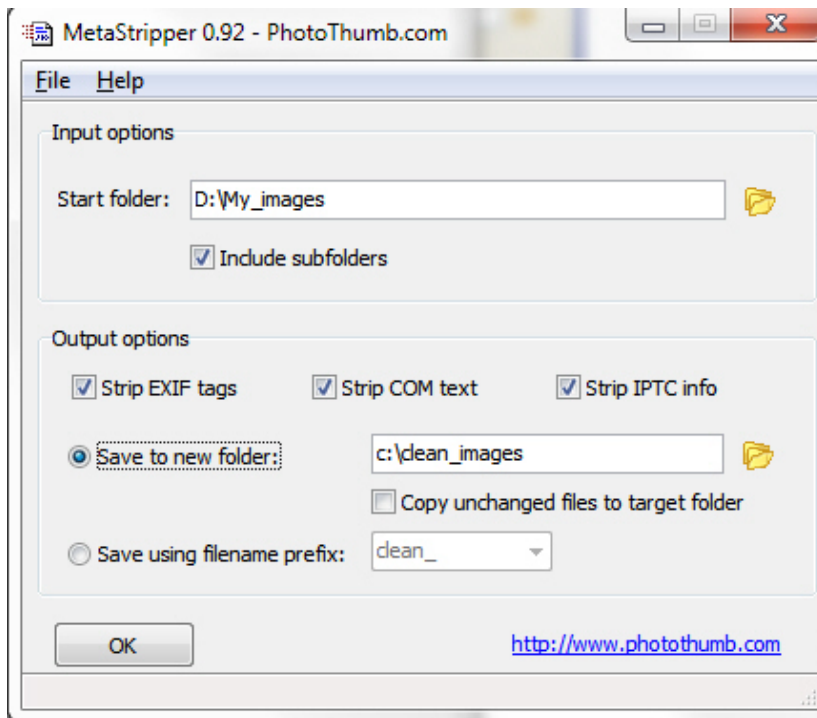 MetaStripper 0.92 - PhotoThumb.com
File Help
Input options
Start folder: D:\My_images
Include subfolders
Output options
Strip EXIF tags Strip COM text Strip IPTC info
Save to new folder: c:\clean_images
Copy unchanged files to target folder
Save using filename prefix: clean_
OK http://www.photothumb.com